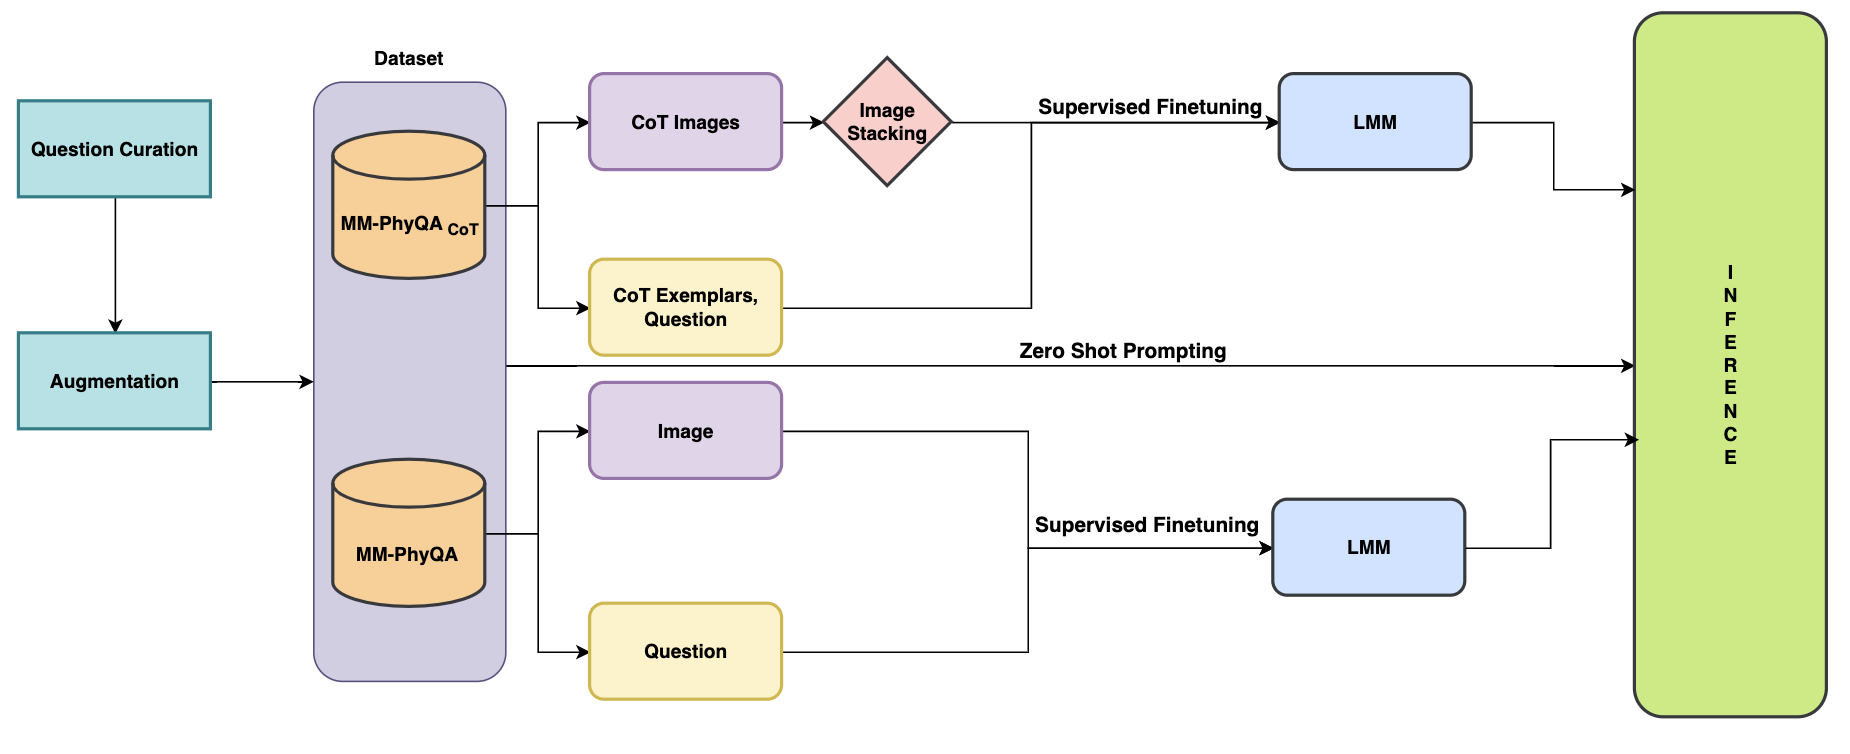 Dataset
Question Curation
Augmentation
MM-PhyQA CoT
MM-PhyQA
CoT Images
Image
Stacking
Supervised Finetuning
LMM
CoT Exemplars,
Question
Zero Shot Prompting
Image
Question
Supervised Finetuning
LMM
I
N
F
E
R
E
N
C
E